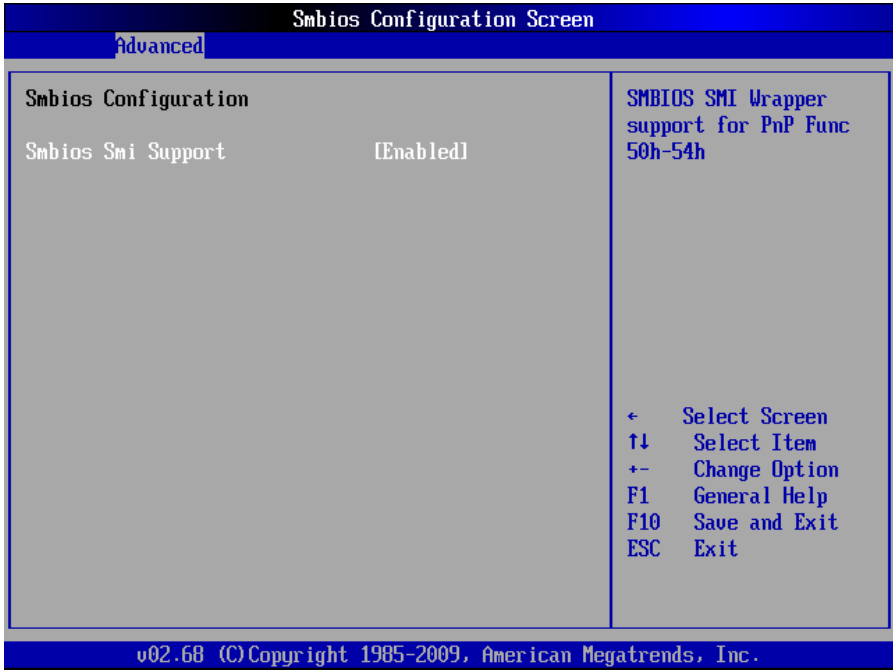 Smbios Configuration Screen
Advanced
Smbios Configuration
Smbios Smi Support [Enabled]
SMBIOS SMI Wrapper
support for PnP Func
50h-54h
← Select Screen
↑↓ Select Item
+- Change Option
F1 General Help
F10 Save and Exit
ESC Exit
v02.68 (C)Copyright 1985-2009, American Megatrends, Inc.